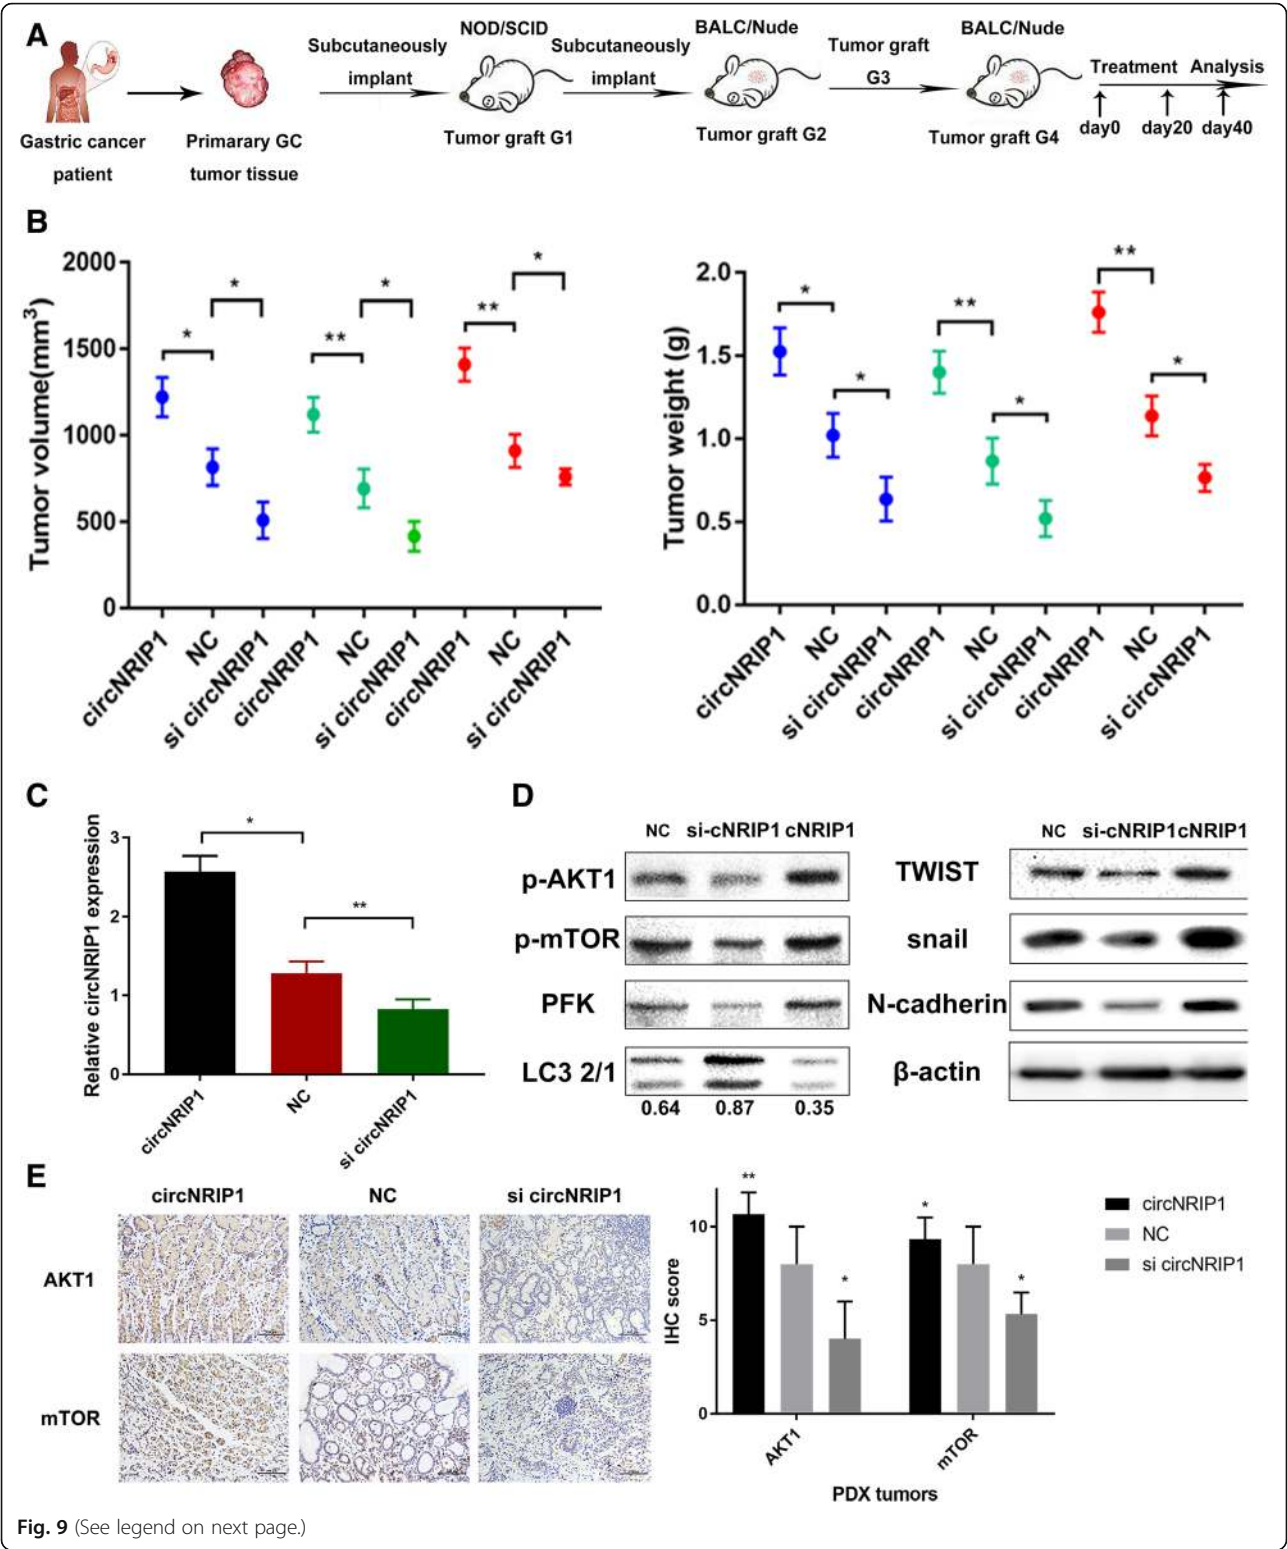 A
Gastric cancer
patient
Primarary GC
tumor tissue
Subcutaneously
implant
NOD/SCID
Tumor graft G1
Subcutaneously
implant
BALC/Nude
Tumor graft G2
Tumor graft
G3
BALC/Nude
Tumor graft G4
Treatment Analysis
day0 day20 day40
B
Tumor volume(mm³)
2000
1500
1000
500
0
* * ** * ** *
circNRIP1
NC
si circNRIP1
circNRIP1
NC
si circNRIP1
circNRIP1
NC
si circNRIP1
Tumor weight (g)
2.0
1.5
1.0
0.5
0.0
* * ** * ** *
circNRIP1
NC
si circNRIP1
circNRIP1
NC
si circNRIP1
circNRIP1
NC
si circNRIP1
C
Relative circNRIP1 expression
3
2
1
0
*
**
circNRIP1
NC
si circNRIP1
D
NC si-cNRIP1 cNRIP1
p-AKT1
p-mTOR
PFK
LC3 2/1
0.64 0.87 0.35
NC si-cNRIP1 cNRIP1
TWIST
snail
N-cadherin
β-actin
E
circNRIP1 NC si circNRIP1
AKT1
mTOR
IHC score
10
5
0
** * * *
AKT1
mTOR
PDX tumors
circNRIP1
NC
si circNRIP1
Fig. 9 (See legend on next page.)